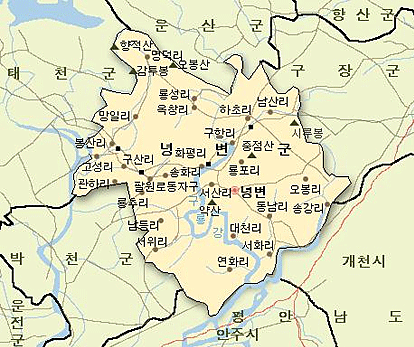 운 산 군
향 산 군
향적산
명덕리
오봉산
감투봉
태 천 군
구 장 군
룡성리
옥창리
망일리
하초리
남산리
시루봉
구항리
봉산리
녕 변 군
중점산
구산리
화평리
고성리
룡포리
송화리
관하리
팔원로동자구
서산리
녕변
오봉리
룡추리
약산
구 룡 강
동남리
송강리
남등리
대천리
서위리
서화리
박 천 군
연화리
개천시
운전군
평 안 남 도
안주시